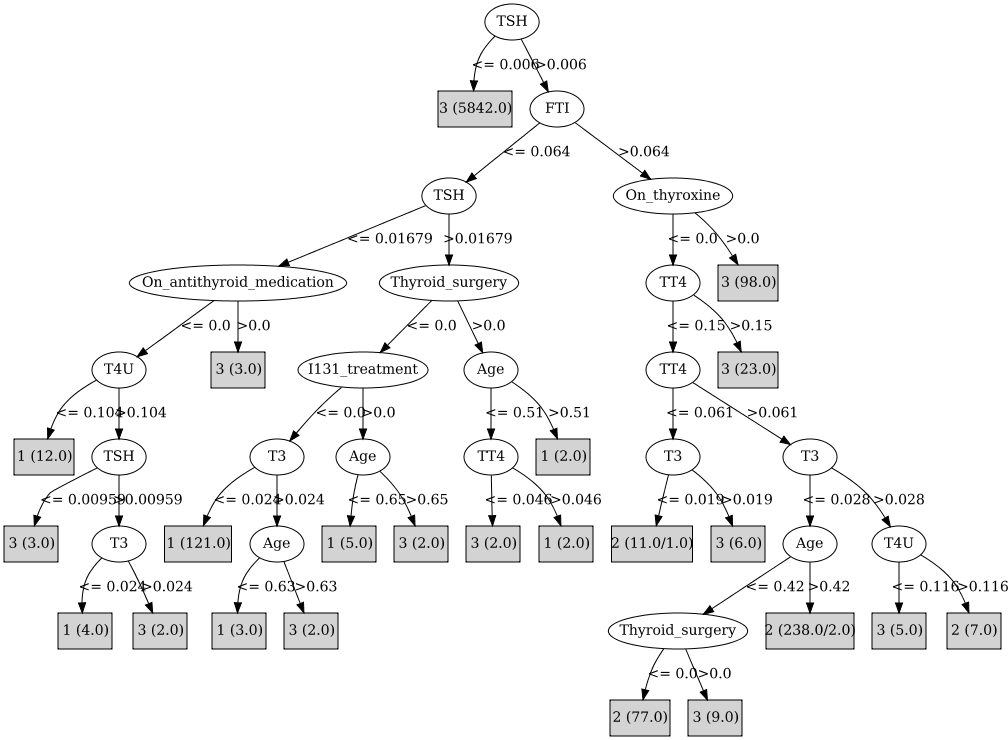 TSH
<= 0.006 >0.006
3 (5842.0) FTI
<= 0.064 >0.064
TSH On_thyroxine
<= 0.01679 >0.01679 <= 0.0 >0.0
On_antithyroid_medication Thyroid_surgery TT4 3 (98.0)
<= 0.0 >0.0 <= 0.0 >0.0 <= 0.15 >0.15
T4U 3 (3.0) I131_treatment Age TT4 3 (23.0)
<= 0.104 >0.104 <= 0.0 >0.0 <= 0.51 >0.51 <= 0.061 >0.061
1 (12.0) TSH T3 Age TT4 1 (2.0) T3 T3
<= 0.00959 >0.00959 <= 0.024 >0.024 <= 0.65 >0.65 <= 0.046 >0.046 <= 0.019 >0.019 <= 0.028 >0.028
3 (3.0) T3 1 (121.0) Age 1 (5.0) 3 (2.0) 3 (2.0) 1 (2.0) 2 (11.0/1.0) 3 (6.0) Age T4U
<= 0.024 >0.024 <= 0.63 >0.63 <= 0.42 >0.42 <= 0.116 >0.116
1 (4.0) 3 (2.0) 1 (3.0) 3 (2.0) Thyroid_surgery 2 (238.0/2.0) 3 (5.0) 2 (7.0)
<= 0.0 >0.0
2 (77.0) 3 (9.0)